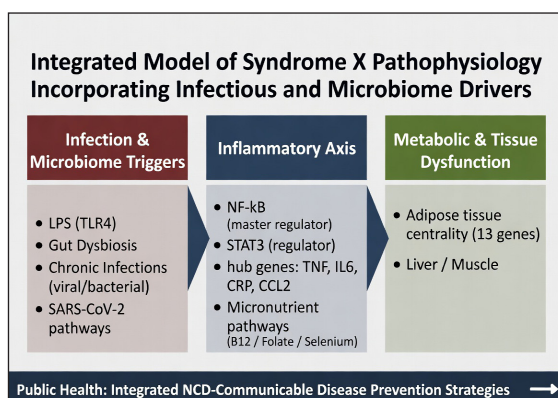 Integrated Model of Syndrome X Pathophysiology
Incorporating Infectious and Microbiome Drivers
Infection &
Microbiome Triggers
• LPS (TLR4)
• Gut Dysbiosis
• Chronic Infections
(viral/bacterial)
• SARS-CoV-2
pathways
Inflammatory Axis
• NF-kB
(master regulator)
• STAT3 (regulator)
• hub genes: TNF, IL6,
CRP, CCL2
• Micronutrient
pathways
(B12 / Folate / Selenium)
Metabolic & Tissue
Dysfunction
• Adipose tissue
centrality (13 genes)
• Liver / Muscle
Public Health: Integrated NCD-Communicable Disease Prevention Strategies